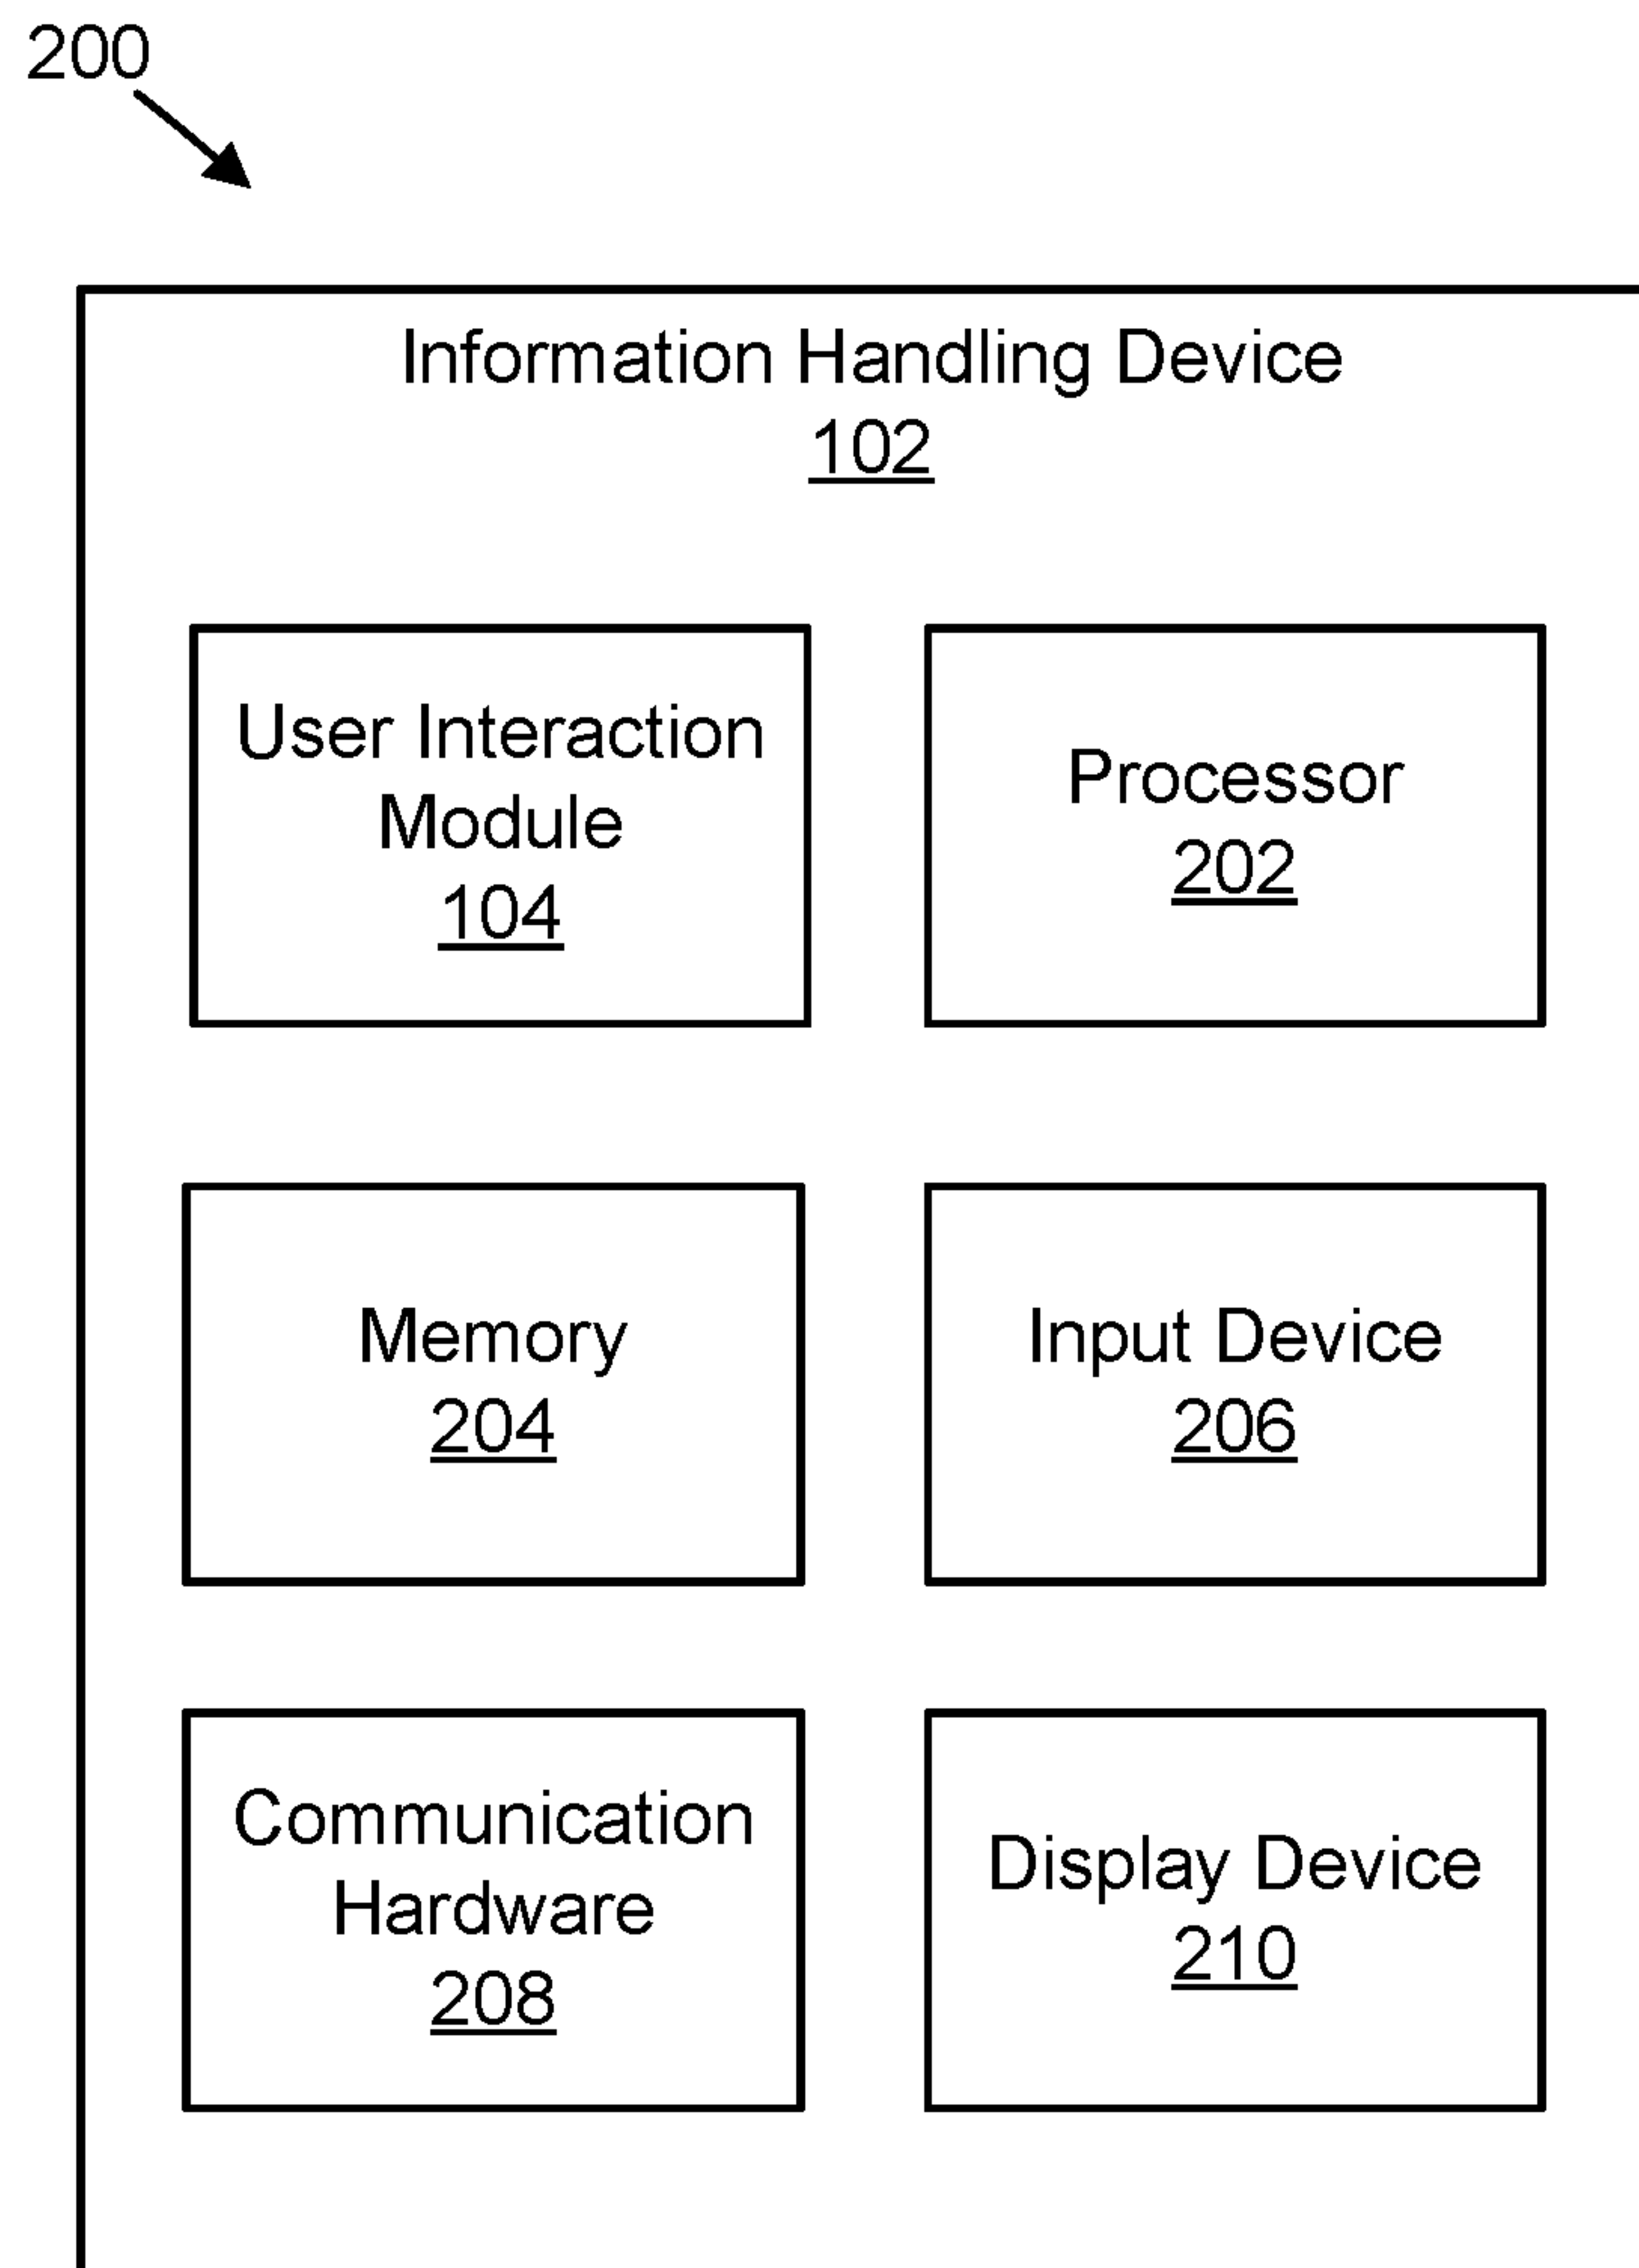 200
Information Handling Device
102
User Interaction
Module
104
Processor
202
Memory
204
Input Device
206
Communication
Hardware
208
Display Device
210